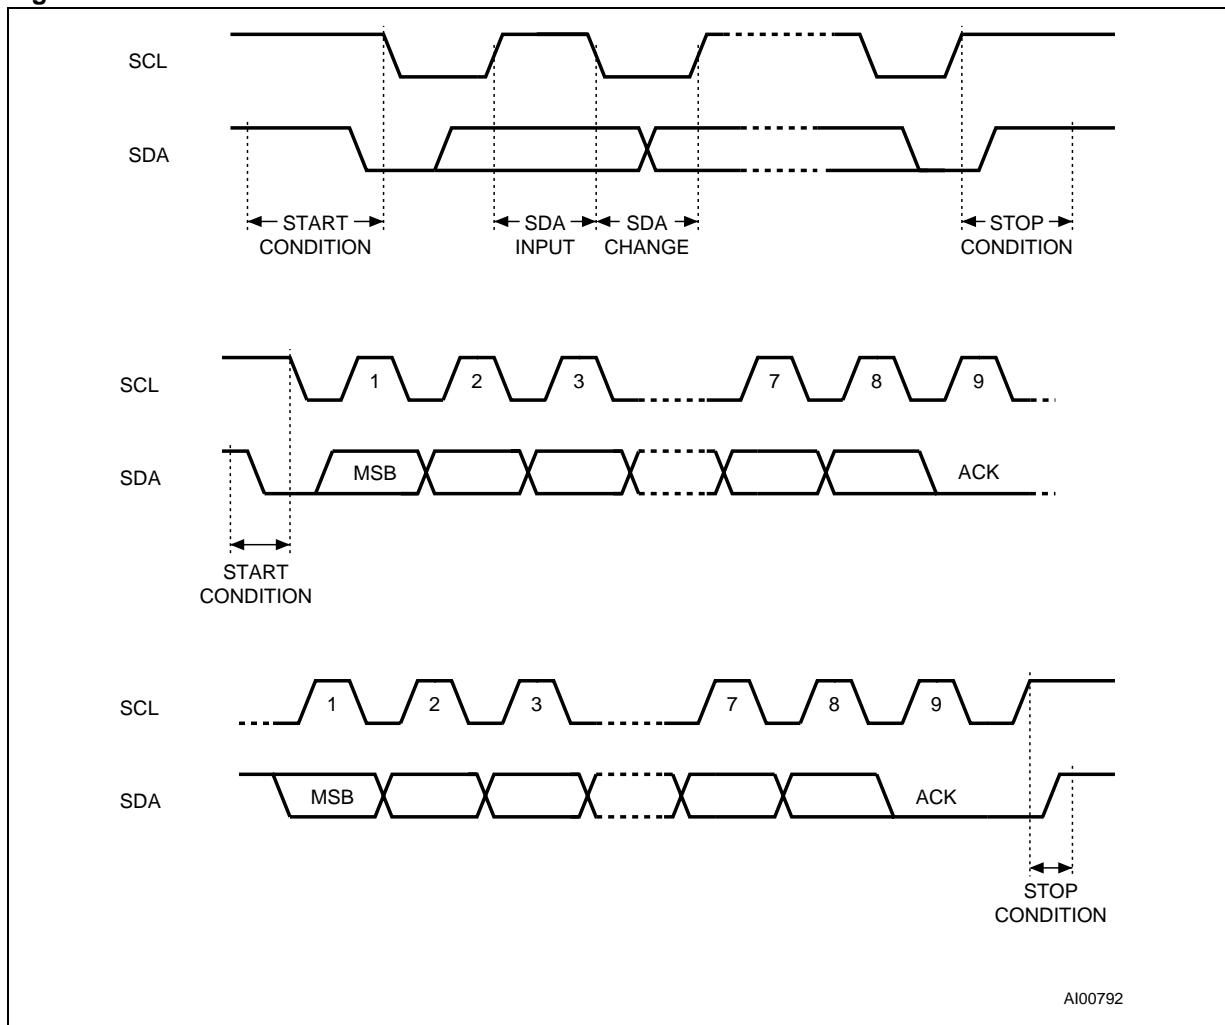 SCL
SDA
START
CONDITION
SDA
INPUT
SDA
CHANGE
STOP
CONDITION
SCL
1 2 3 7 8 9
SDA
MSB
ACK
START
CONDITION
SCL
1 2 3 7 8 9
SDA
MSB
ACK
STOP
CONDITION
AI00792